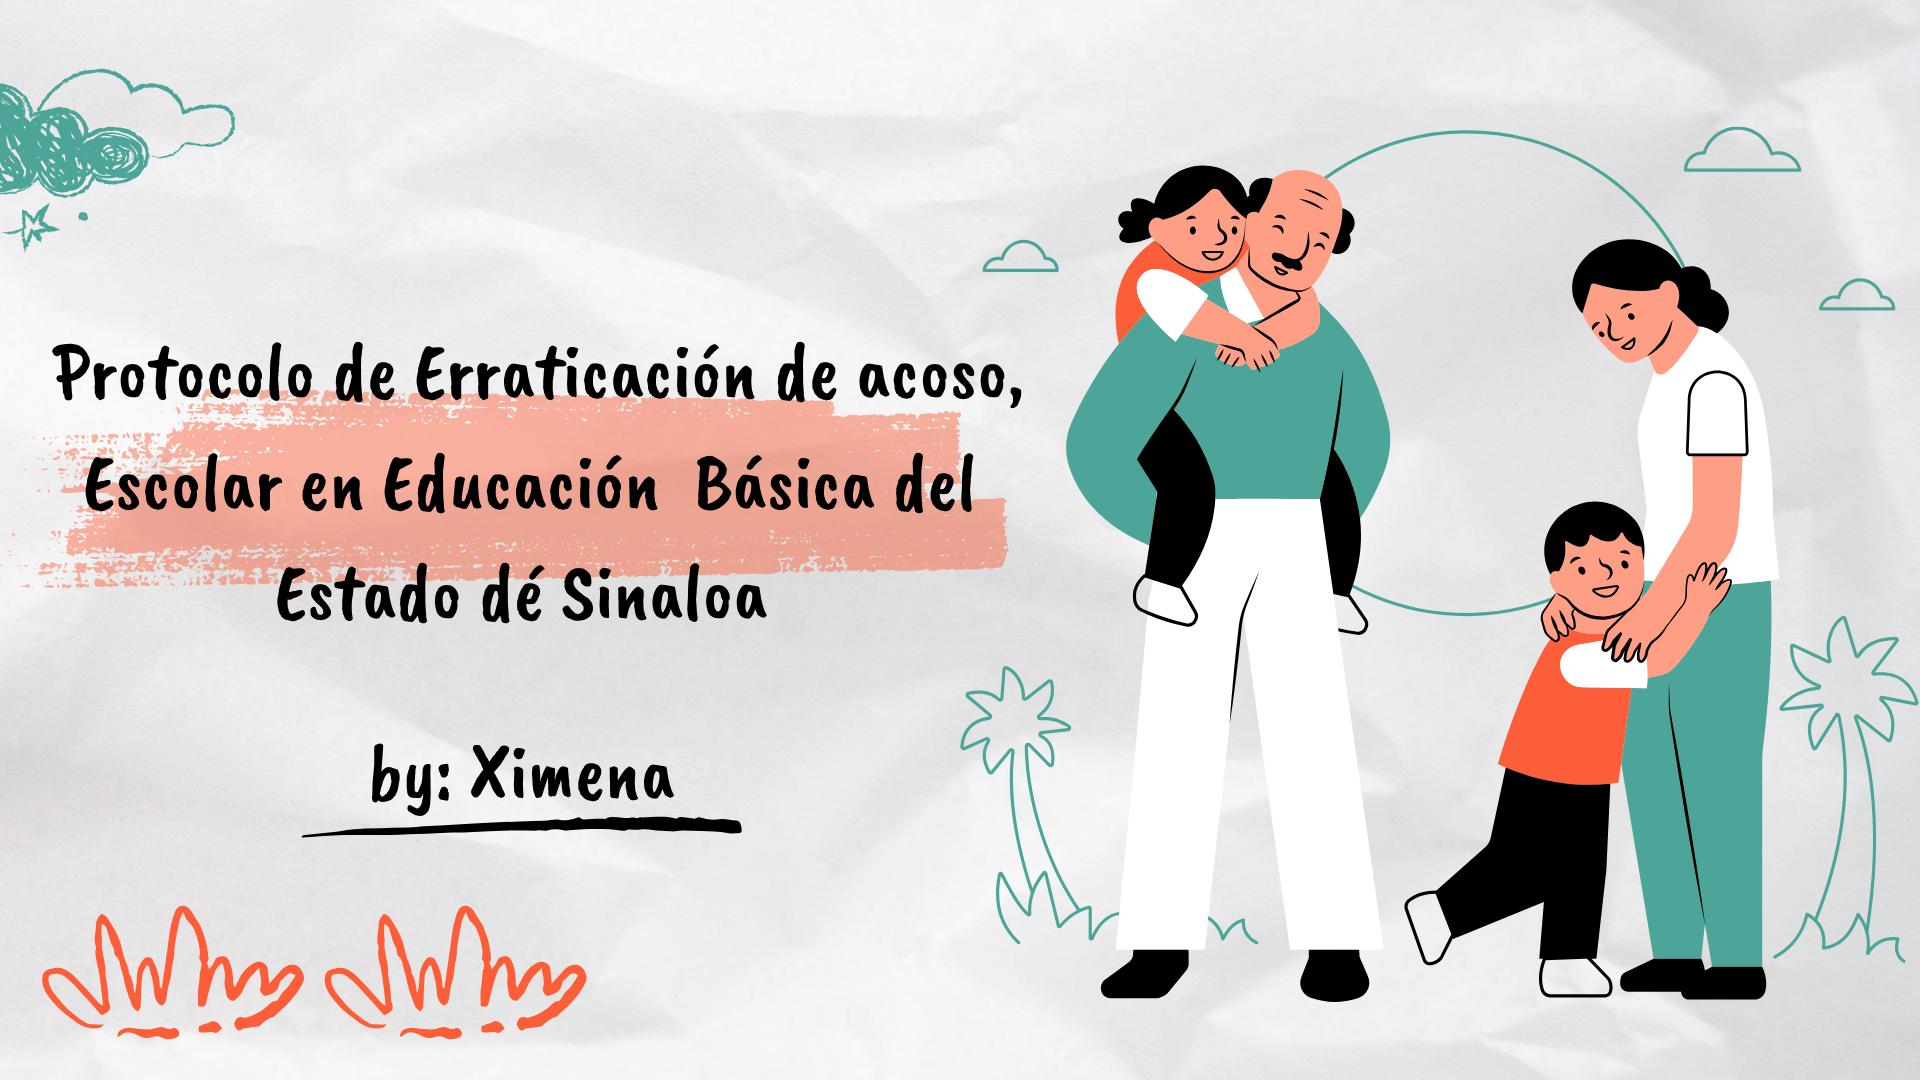 Protocolo de Erraticación de acoso,
Escolar en Educación Básica del
Estado dé Sinaloa
by: Ximena